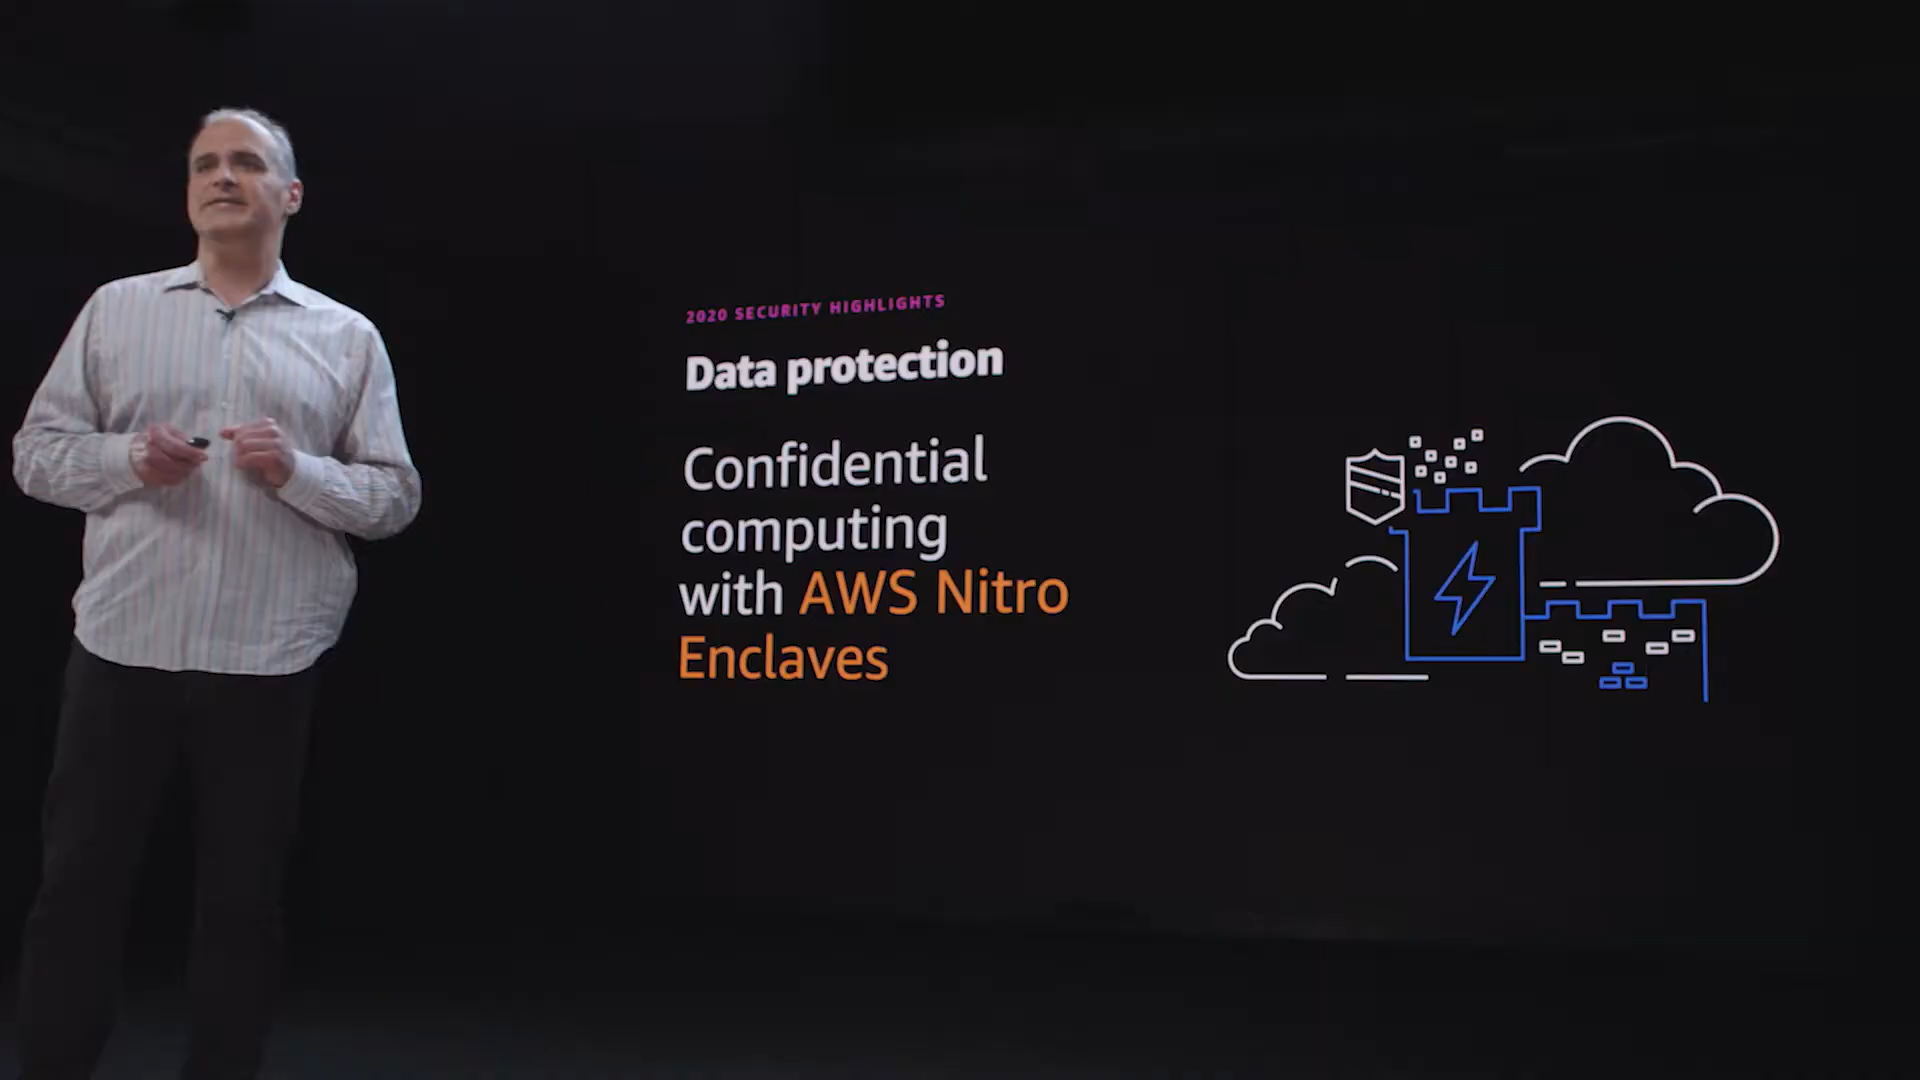 2020 SECURITY HIGHLIGHTS
Data protection
Confidential
computing
with AWS Nitro
Enclaves